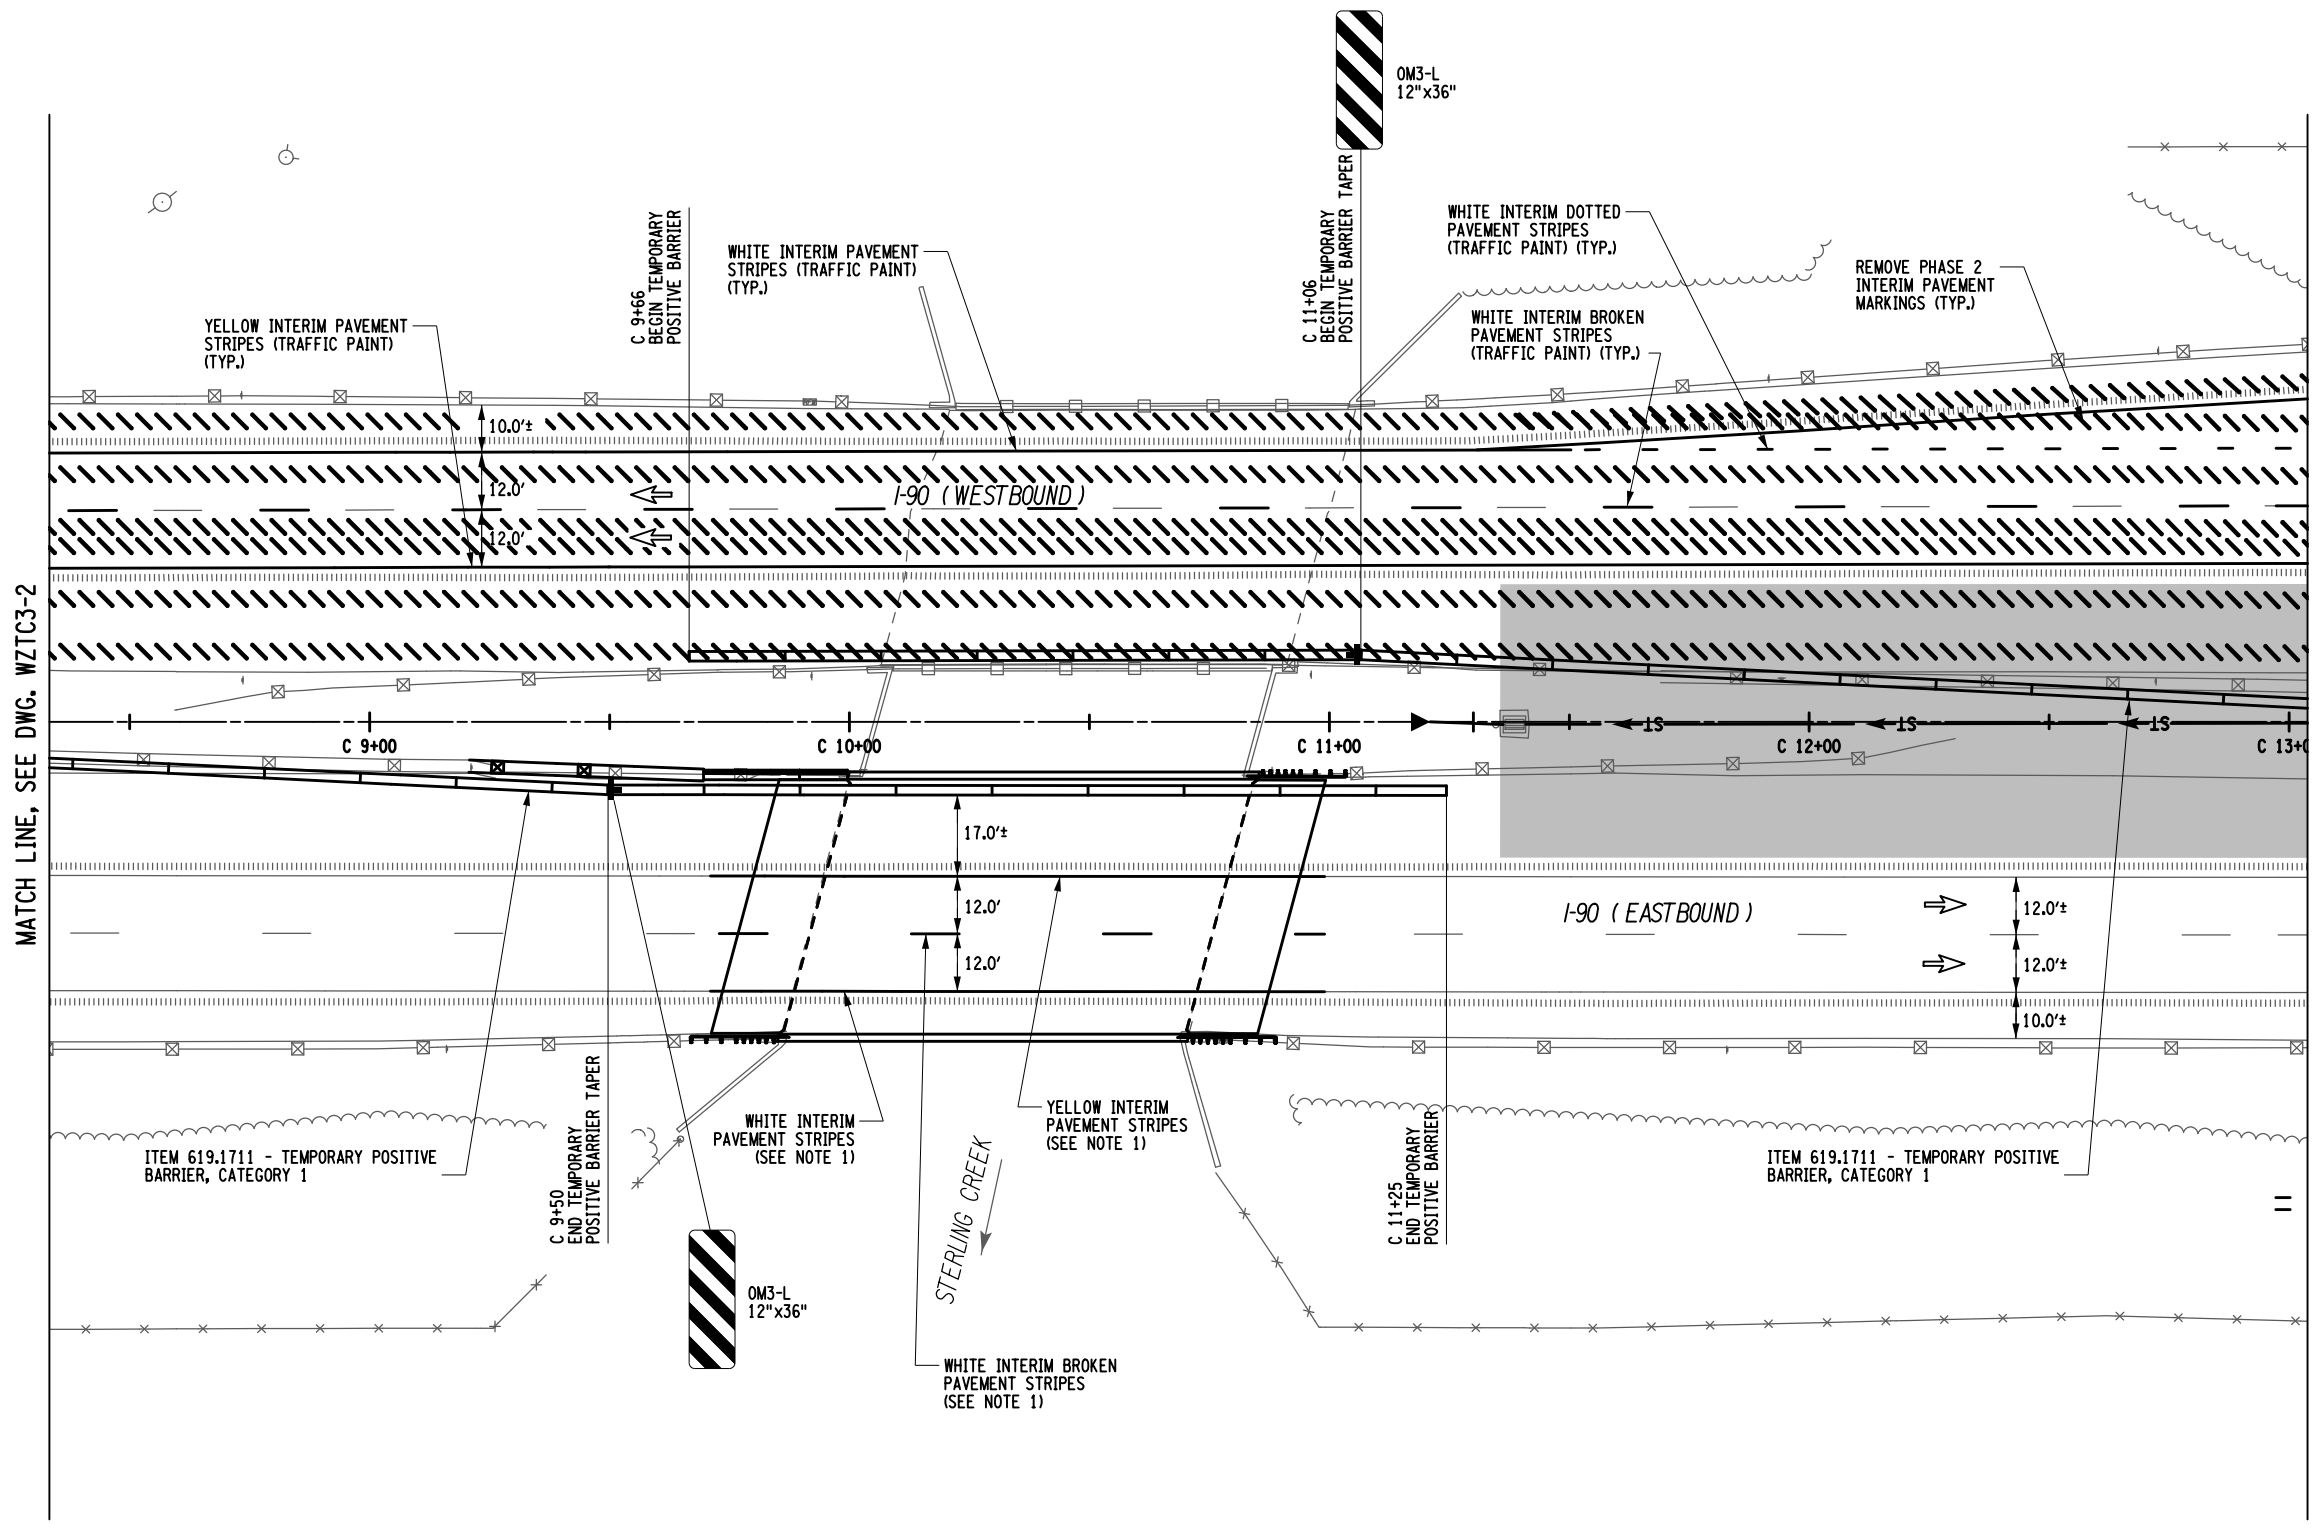 OM3-L
12"x36"
C 9+66
BEGIN TEMPORARY
POSITIVE BARRIER
C 11+06
BEGIN TEMPORARY
POSITIVE BARRIER TAPER
WHITE INTERIM PAVEMENT
STRIPES (TRAFFIC PAINT)
(TYP.)
WHITE INTERIM DOTTED
PAVEMENT STRIPES
(TRAFFIC PAINT) (TYP.)
REMOVE PHASE 2
INTERIM PAVEMENT
MARKINGS (TYP.)
YELLOW INTERIM PAVEMENT
STRIPES (TRAFFIC PAINT)
(TYP.)
WHITE INTERIM BROKEN
PAVEMENT STRIPES
(TRAFFIC PAINT) (TYP.)
10.0'±
12.0'
I-90 (WESTBOUND)
12.0'
MATCH LINE, SEE DWG. WZTC3-2
ST
ST
ST
C 9+00
C 10+00
C 11+00
C 12+00
C 13+0
17.0'±
12.0'
12.0'
I-90 (EASTBOUND)
12.0'±
12.0'±
10.0'±
ITEM 619.1711 - TEMPORARY POSITIVE
BARRIER, CATEGORY 1
C 9+50
END TEMPORARY
POSITIVE BARRIER TAPER
WHITE INTERIM
PAVEMENT STRIPES
(SEE NOTE 1)
YELLOW INTERIM
PAVEMENT STRIPES
(SEE NOTE 1)
STERLING CREEK
C 11+25
END TEMPORARY
POSITIVE BARRIER
ITEM 619.1711 - TEMPORARY POSITIVE
BARRIER, CATEGORY 1
OM3-L
12"x36"
WHITE INTERIM BROKEN
PAVEMENT STRIPES
(SEE NOTE 1)